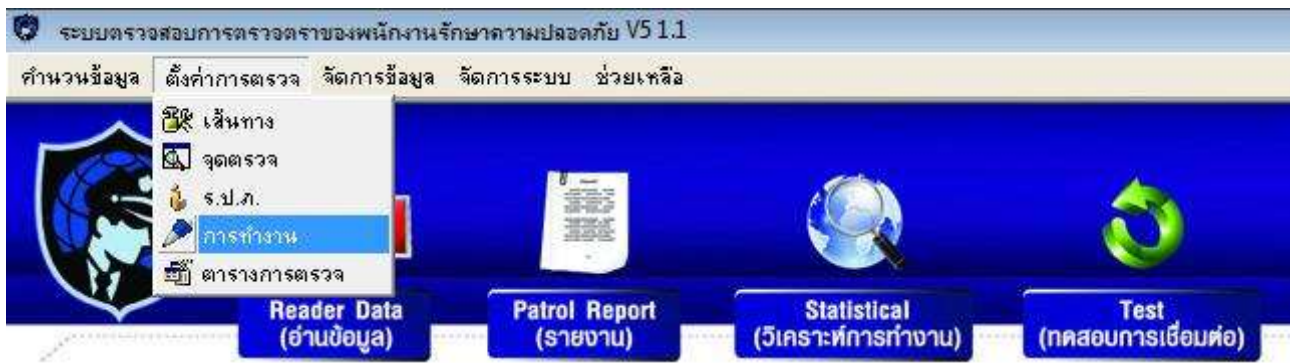 ระบบตรวจสอบการตรวจตราของพนักงานรักษาความปลอดภัย V5 1.1
คำนวนข้อมูล ตั้งค่าการตรวจ จัดการข้อมูล จัดการระบบ ช่วยเหลือ
เส้นทาง
จุดตรวจ
ร.ป.ภ.
การทำงาน
ตารางการตรวจ
Reader Data
(อ่านข้อมูล)
Patrol Report
(รายงาน)
Statistical
(วิเคราะห์การทำงาน)
Test
(ทดสอบการเชื่อมต่อ)